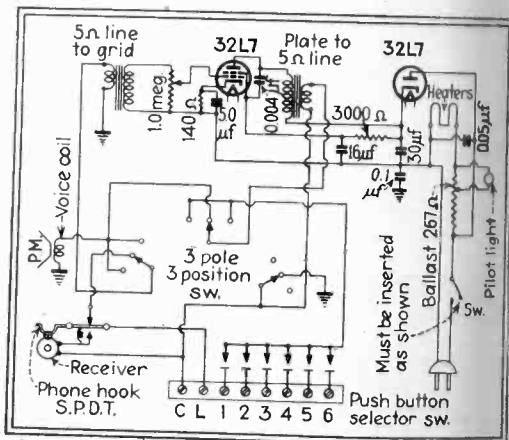 5Ω line
to grid
32L7
Plate to
5Ω line
32L7
Heaters
1.0 meg.
140 Ω
50
µf
0.004 µf
3000 Ω
16µf
30µf
0.1
µf
0.05µf
Voice coil
PM
3 pole
3 position
sw.
Ballast 267Ω
Pilot light
Must be inserted
as shown
Sw.
Receiver
Phone hook
S.P.D.T.
C L 1 2 3 4 5 6
Push button
selector sw.